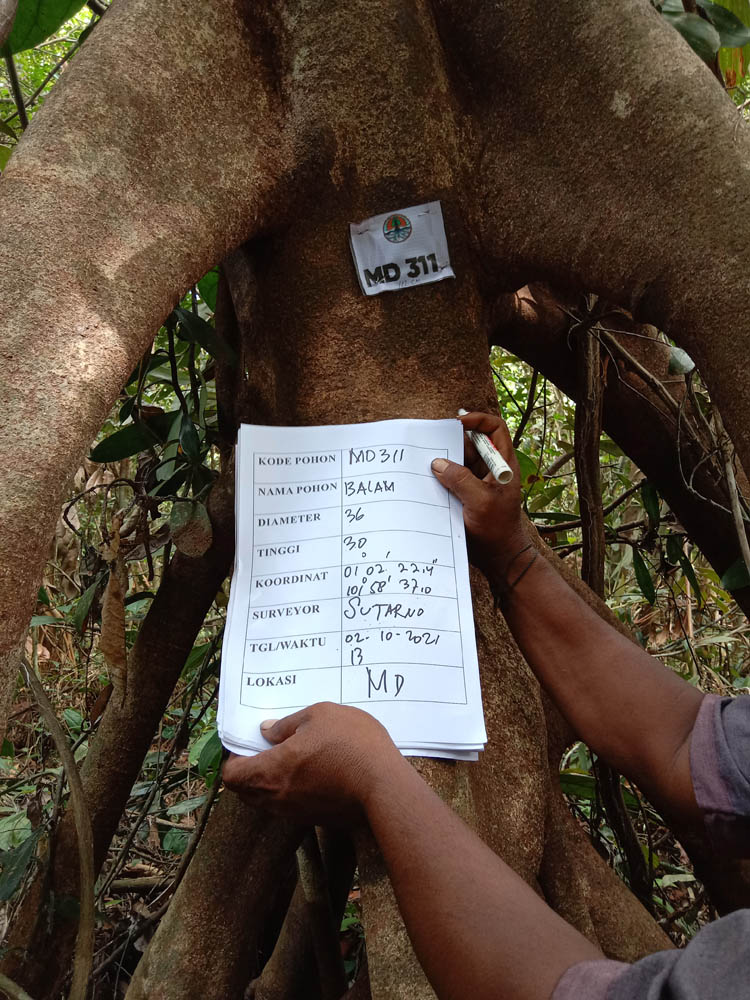 MD 311
KODE POHON MD311
NAMA POHON BALAM
DIAMETER 36
TINGGI 30
KOORDINAT 01° 02' 22.4"
101° 58' 37.0
SURVEYOR SUTARNO
TGL/WAKTU 02-10-2021
B
LOKASI MD